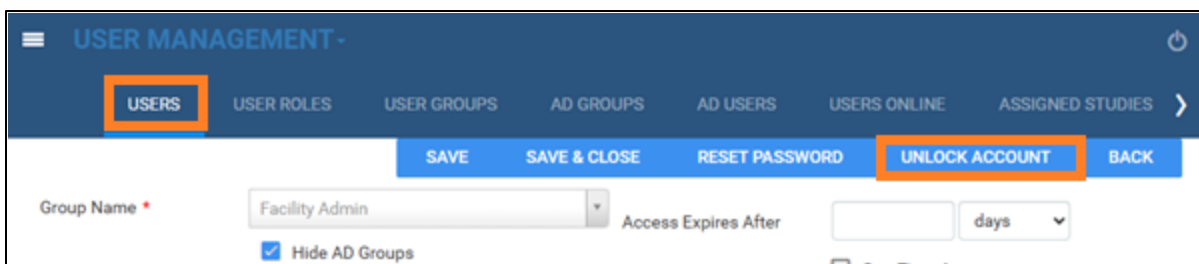 USER MANAGEMENT
USERS USER ROLES USER GROUPS AD GROUPS AD USERS USERS ONLINE ASSIGNED STUDIES
SAVE SAVE & CLOSE RESET PASSWORD UNLOCK ACCOUNT BACK
Group Name * Facility Admin Access Expires After days
Hide AD Groups